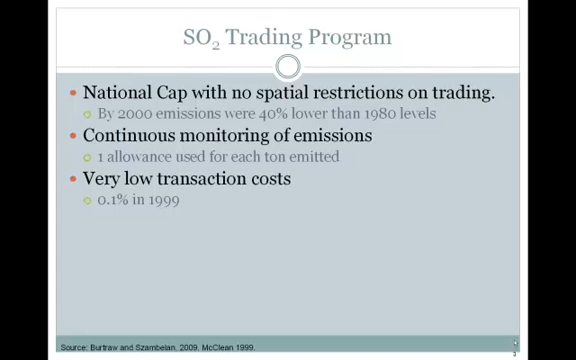 SO₂ Trading Program
National Cap with no spatial restrictions on trading.
By 2000 emissions were 40% lower than 1980 levels
Continuous monitoring of emissions
1 allowance used for each ton emitted
Very low transaction costs
0.1% in 1999
Source: Burtraw and Szambelan, 2009. McClean 1999.